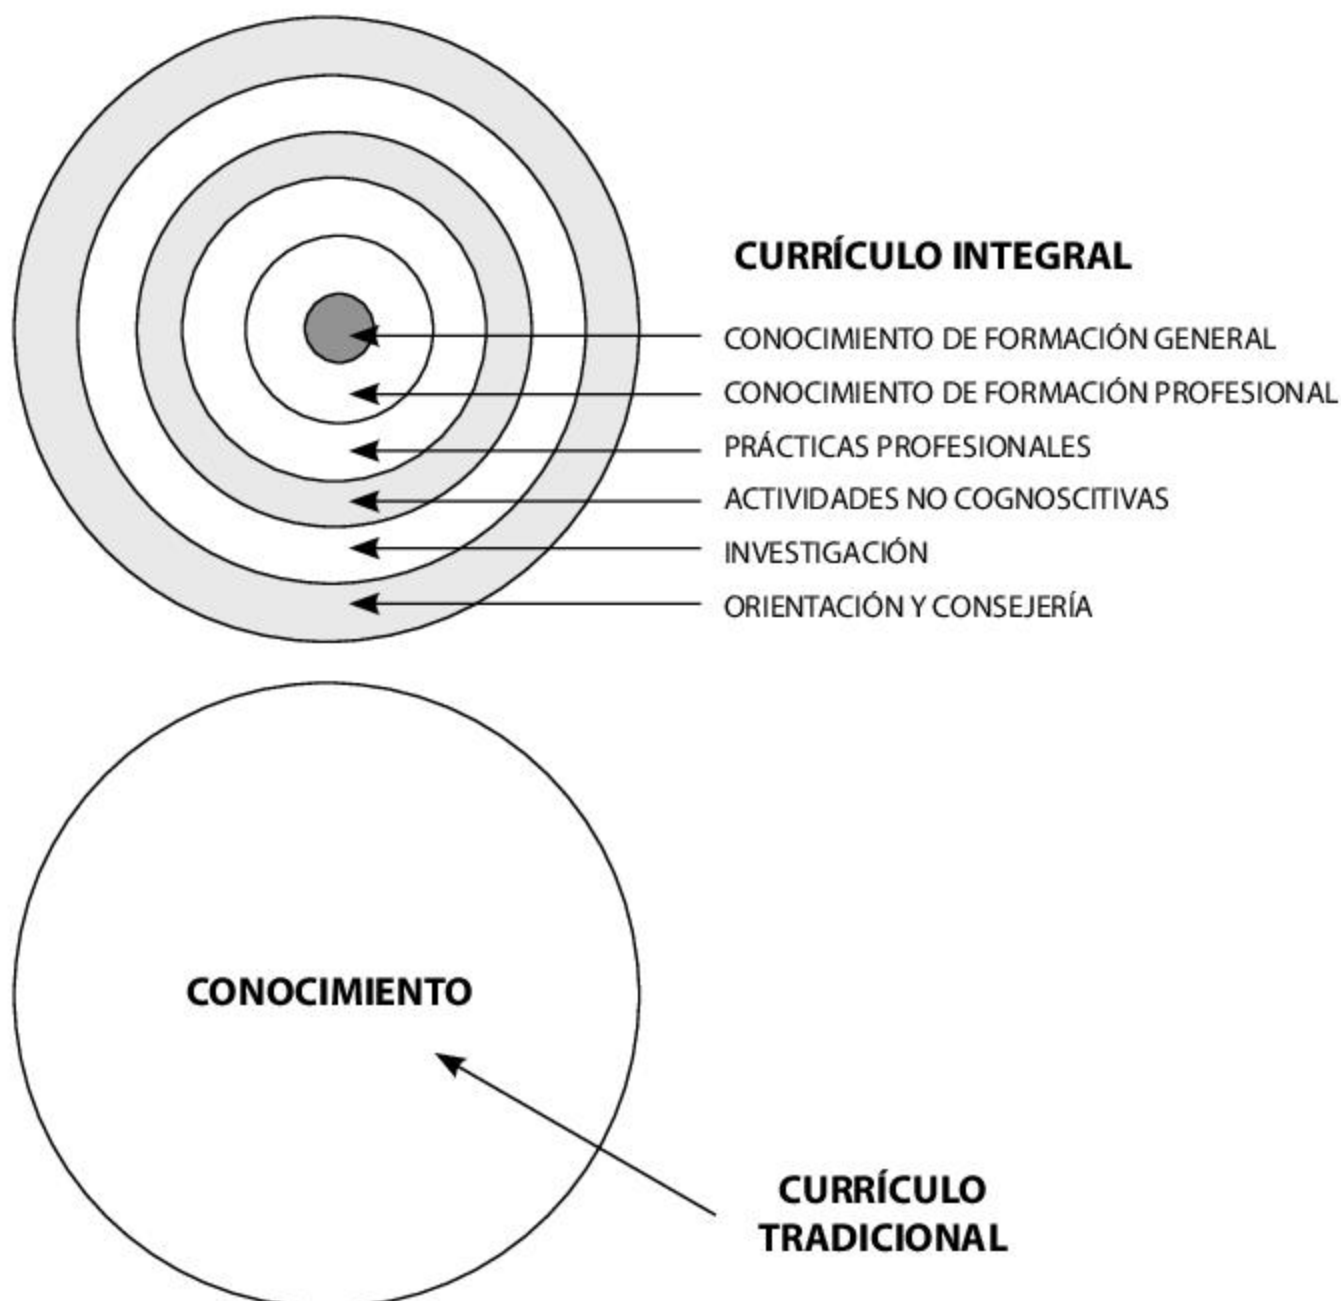 CURRÍCULO INTEGRAL
CONOCIMIENTO DE FORMACIÓN GENERAL
CONOCIMIENTO DE FORMACIÓN PROFESIONAL
PRÁCTICAS PROFESIONALES
ACTIVIDADES NO COGNOSCITIVAS
INVESTIGACIÓN
ORIENTACIÓN Y CONSEJERÍA
CONOCIMIENTO
CURRÍCULO
TRADICIONAL